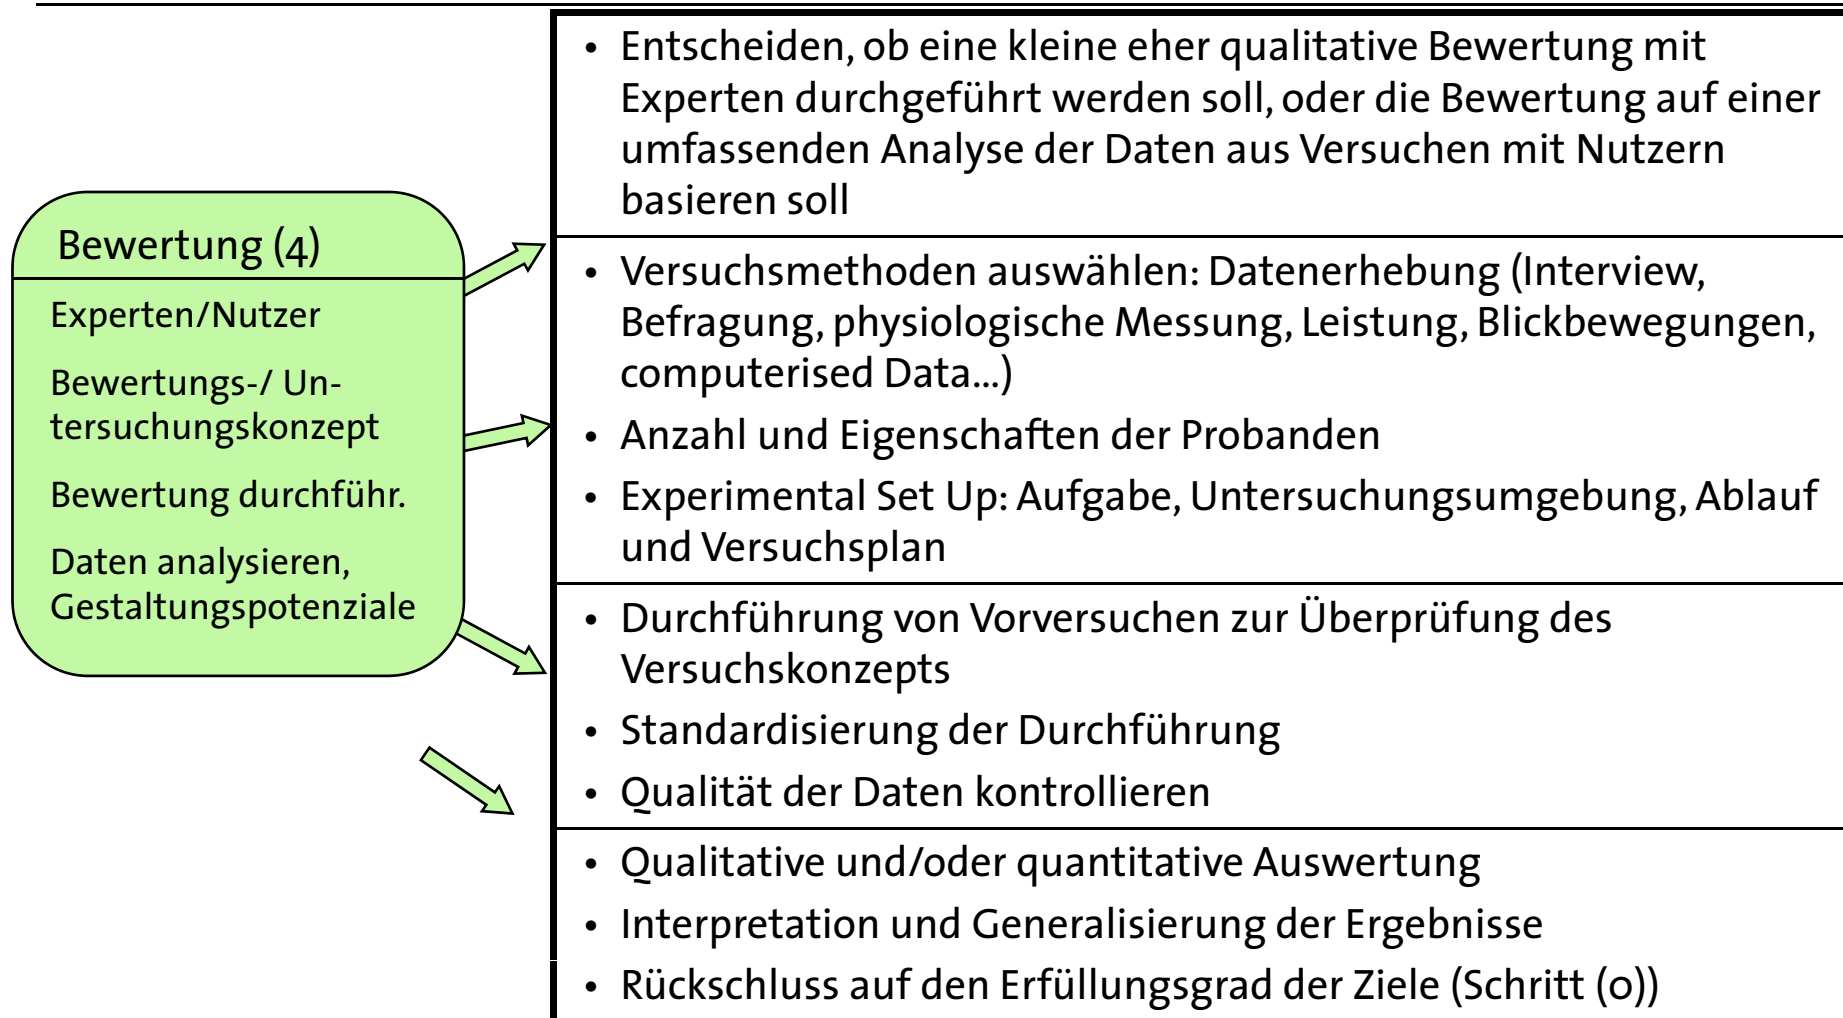 Bewertung (4)
Experten/Nutzer
Bewertungs-/ Un-
tersuchungskonzept
Bewertung durchführ.
Daten analysieren,
Gestaltungspotenziale
• Entscheiden, ob eine kleine eher qualitative Bewertung mit
Experten durchgeführt werden soll, oder die Bewertung auf einer
umfassenden Analyse der Daten aus Versuchen mit Nutzern
basieren soll
• Versuchsmethoden auswählen: Datenerhebung (Interview,
Befragung, physiologische Messung, Leistung, Blickbewegungen,
computerised Data...)
• Anzahl und Eigenschaften der Probanden
• Experimental Set Up: Aufgabe, Untersuchungsumgebung, Ablauf
und Versuchsplan
• Durchführung von Vorversuchen zur Überprüfung des
Versuchskonzepts
• Standardisierung der Durchführung
• Qualität der Daten kontrollieren
• Qualitative und/oder quantitative Auswertung
• Interpretation und Generalisierung der Ergebnisse
• Rückschluss auf den Erfüllungsgrad der Ziele (Schritt (0))